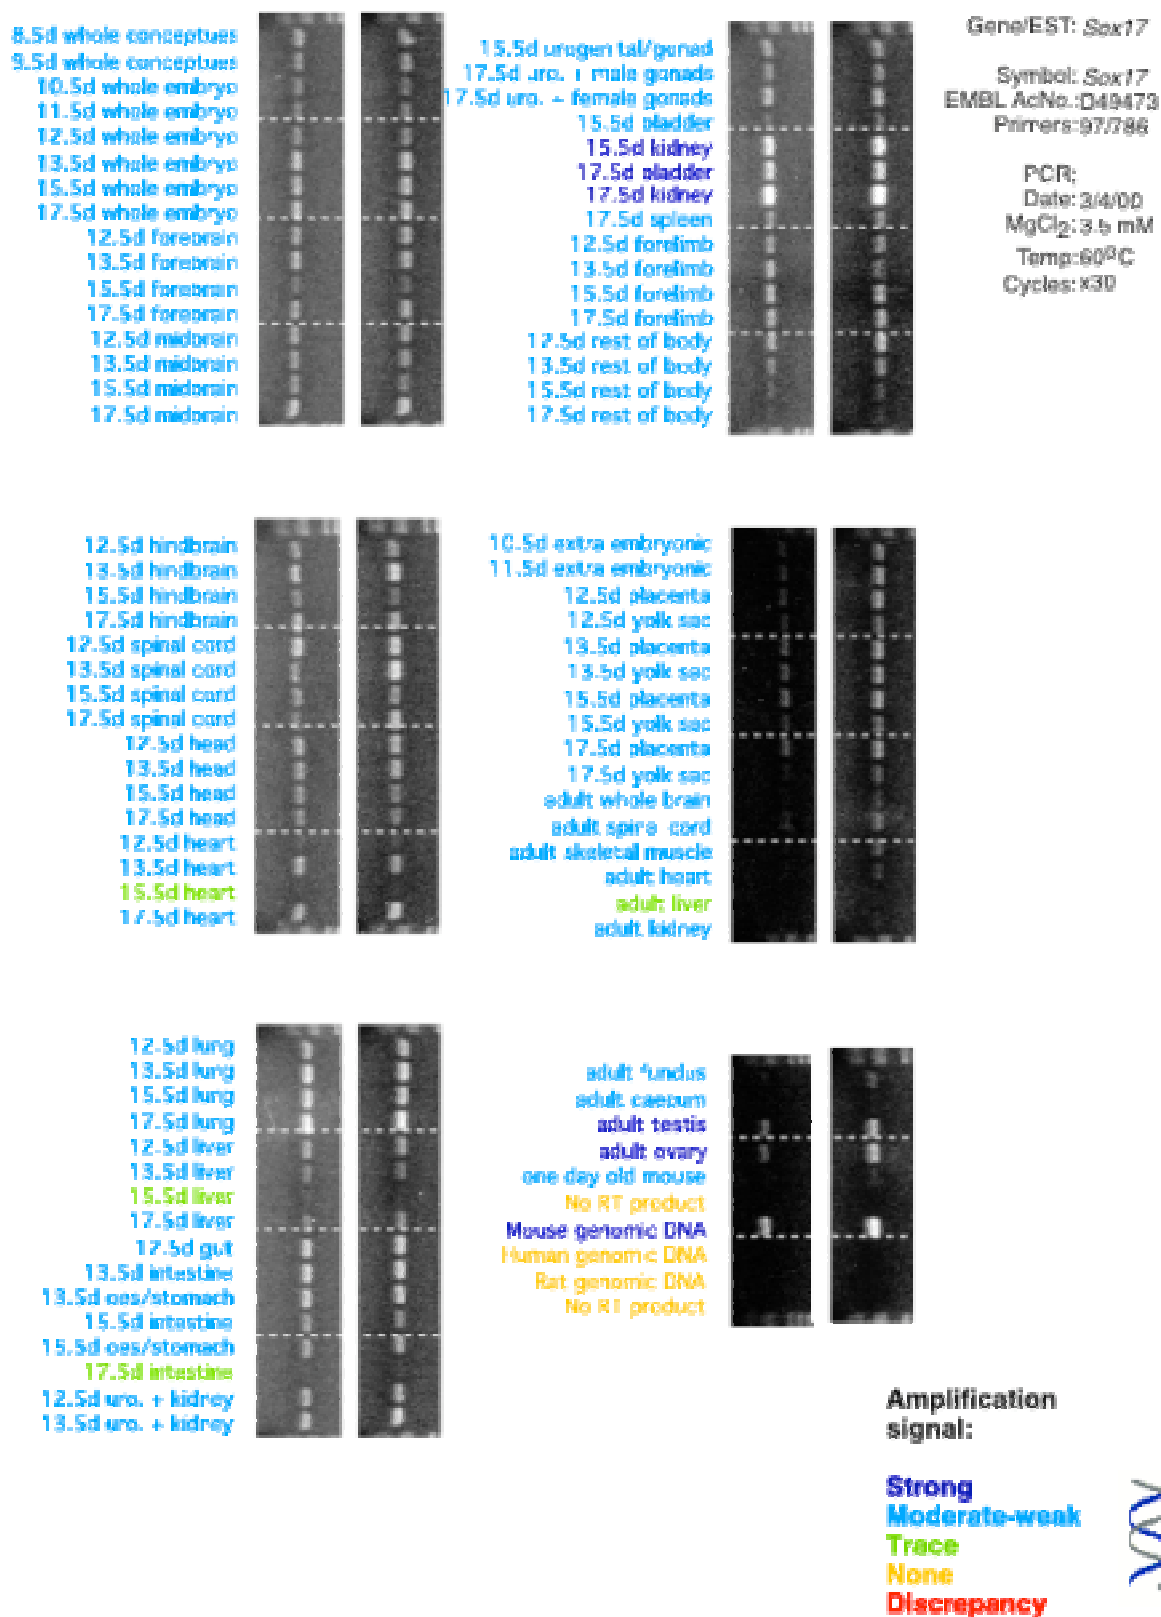 8.5d whole conceptues
9.5d whole conceptues
10.5d whole embryo
11.5d whole embryo
12.5d whole embryo
13.5d whole embryo
15.5d whole embryo
17.5d whole embryo
12.5d forebrain
13.5d forebrain
15.5d forebrain
17.5d forebrain
12.5d midbrain
13.5d midbrain
15.5d midbrain
17.5d midbrain
15.5d urogenital/gonad
17.5d uro. + male gonads
17.5d uro. + female gonads
15.5d bladder
15.5d kidney
17.5d bladder
17.5d kidney
17.5d spleen
12.5d forelimb
13.5d forelimb
15.5d forelimb
17.5d forelimb
12.5d rest of body
13.5d rest of body
15.5d rest of body
17.5d rest of body
Gene/EST: Sox17
Symbol: Sox17
EMBL AcNo.:D49473
Primers:97/786
PCR:
Date: 3/4/00
MgCl2: 3.5 mM
Temp:60ºC
Cycles: x30
12.5d hindbrain
13.5d hindbrain
15.5d hindbrain
17.5d hindbrain
12.5d spinal cord
13.5d spinal cord
15.5d spinal cord
17.5d spinal cord
12.5d head
13.5d head
15.5d head
17.5d head
12.5d heart
13.5d heart
15.5d heart
17.5d heart
10.5d extra embryonic
11.5d extra embryonic
12.5d placenta
12.5d yolk sac
13.5d placenta
13.5d yolk sac
15.5d placenta
15.5d yolk sac
17.5d placenta
17.5d yolk sac
adult whole brain
adult spinal cord
adult skeletal muscle
adult heart
adult liver
adult kidney
12.5d lung
13.5d lung
15.5d lung
17.5d lung
12.5d liver
13.5d liver
15.5d liver
17.5d liver
17.5d gut
13.5d intestine
13.5d oes/stomach
15.5d intestine
15.5d oes/stomach
17.5d intestine
12.5d uro. + kidney
13.5d uro. + kidney
adult fundus
adult caecum
adult testis
adult ovary
one day old mouse
No RT product
Mouse genomic DNA
Human genomic DNA
Rat genomic DNA
No RT product
Amplification
signal:
Strong
Moderate-weak
Trace
None
Discrepancy